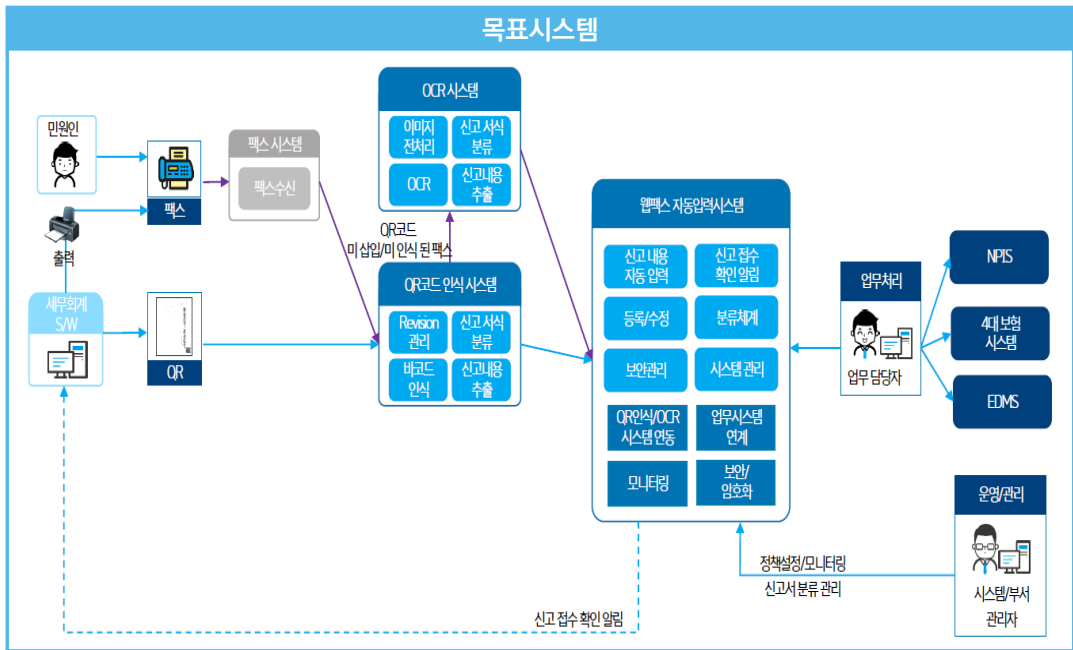 목표시스템
민원인
출력
세무회계
S/W
팩스
QR
팩스 시스템
팩스수신
OCR 시스템
이미지
전처리
신고 서식
분류
OCR
신고내용
추출
QR코드
미 삽입/미 인식 된 팩스
QR코드 인식 시스템
Revision
관리
신고 서식
분류
바코드
인식
신고내용
추출
웹팩스 자동입력시스템
신고 내용
자동 입력
신고 접수
확인 알림
등록/수정
분류체계
보안관리
시스템 관리
QR인식/OCR
시스템 연동
업무시스템
연계
모니터링
보안/
암호화
업무처리
업무 담당자
NPIS
4대 보험
시스템
EDMS
운영/관리
시스템/부서
관리자
정책설정/모니터링
신고서 분류 관리
신고 접수 확인 알림